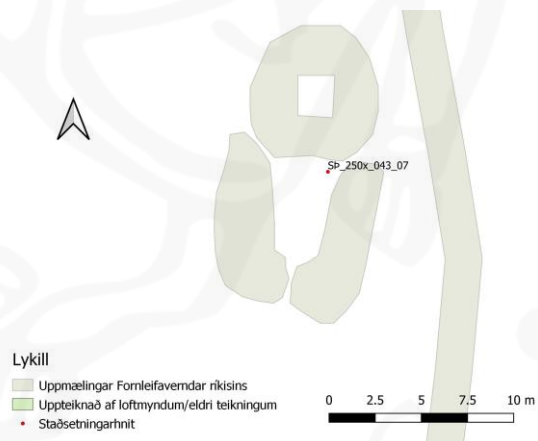 SÞ_250x_043_07
Lykill
Uppmælingar Fornleifaverndar ríkisins
Uppteiknað af loftmyndum/eldri teikningum
Staðsetningarhnit
0 2.5 5 7.5 10 m